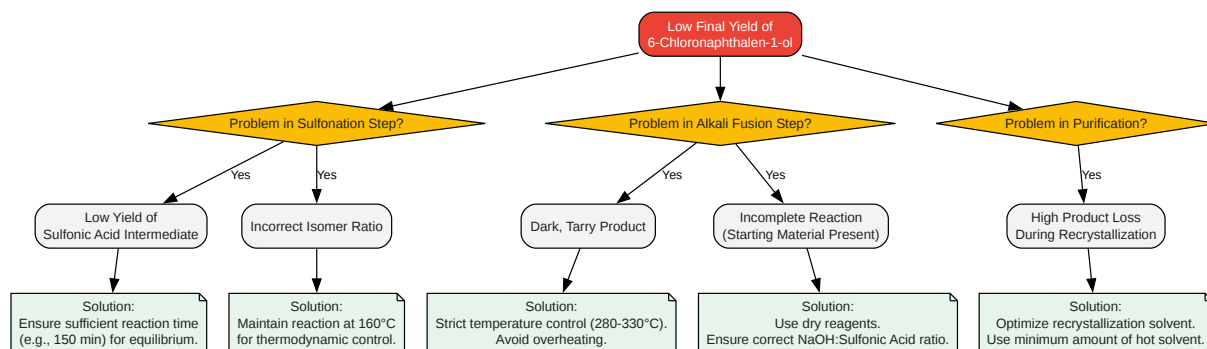 Low Final Yield of
6-Chloronaphthalen-1-ol
Problem in Sulfonation Step?
Problem in Alkali Fusion Step?
Problem in Purification?
Yes
Yes
Yes
Yes
Yes
Low Yield of
Sulfonic Acid Intermediate
Incorrect Isomer Ratio
Dark, Tarry Product
Incomplete Reaction
(Starting Material Present)
High Product Loss
During Recrystallization
Solution:
Ensure sufficient reaction time
(e.g., 150 min) for equilibrium.
Solution:
Maintain reaction at 160°C
for thermodynamic control.
Solution:
Strict temperature control (280-330°C).
Avoid overheating.
Solution:
Use dry reagents.
Ensure correct NaOH:Sulfonic Acid ratio.
Solution:
Optimize recrystallization solvent.
Use minimum amount of hot solvent.